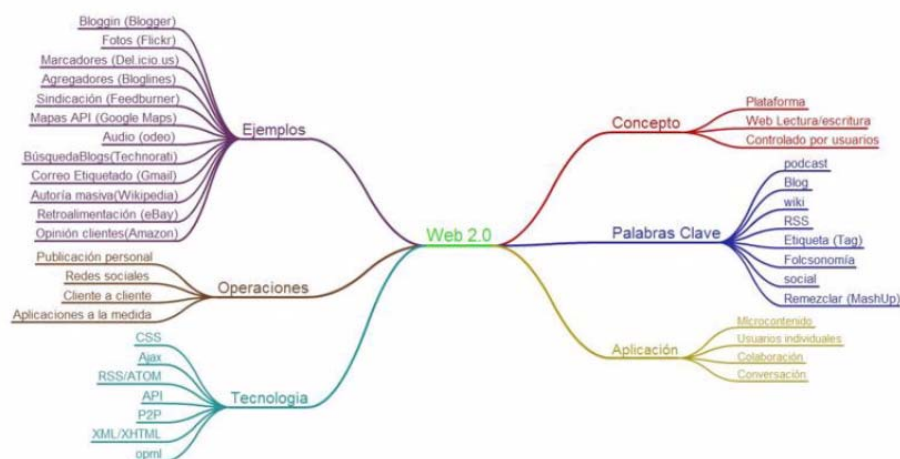 Web 2.0
Ejemplos
Bloggin (Blogger)
Fotos (Flickr)
Marcadores (Del.icio.us)
Agregadores (Bloglines)
Sindicación (Feedburner)
Mapas API (Google Maps)
Audio (odeo)
BúsquedaBlogs(Technorati)
Correo Etiquetado (Gmail)
Autoría masiva(Wikipedia)
Retroalimentación (eBay)
Opinión clientes(Amazon)
Operaciones
Publicación personal
Redes sociales
Cliente a cliente
Aplicaciones a la medida
Tecnologia
CSS
Ajax
RSS/ATOM
API
P2P
XML/XHTML
opml
Concepto
Plataforma
Web Lectura/escritura
Controlado por usuarios
Palabras Clave
podcast
Blog
wiki
RSS
Etiqueta (Tag)
Folcsonomía
social
Remezclar (MashUp)
Aplicación
Microcontenido
Usuarios individuales
Colaboración
Conversación